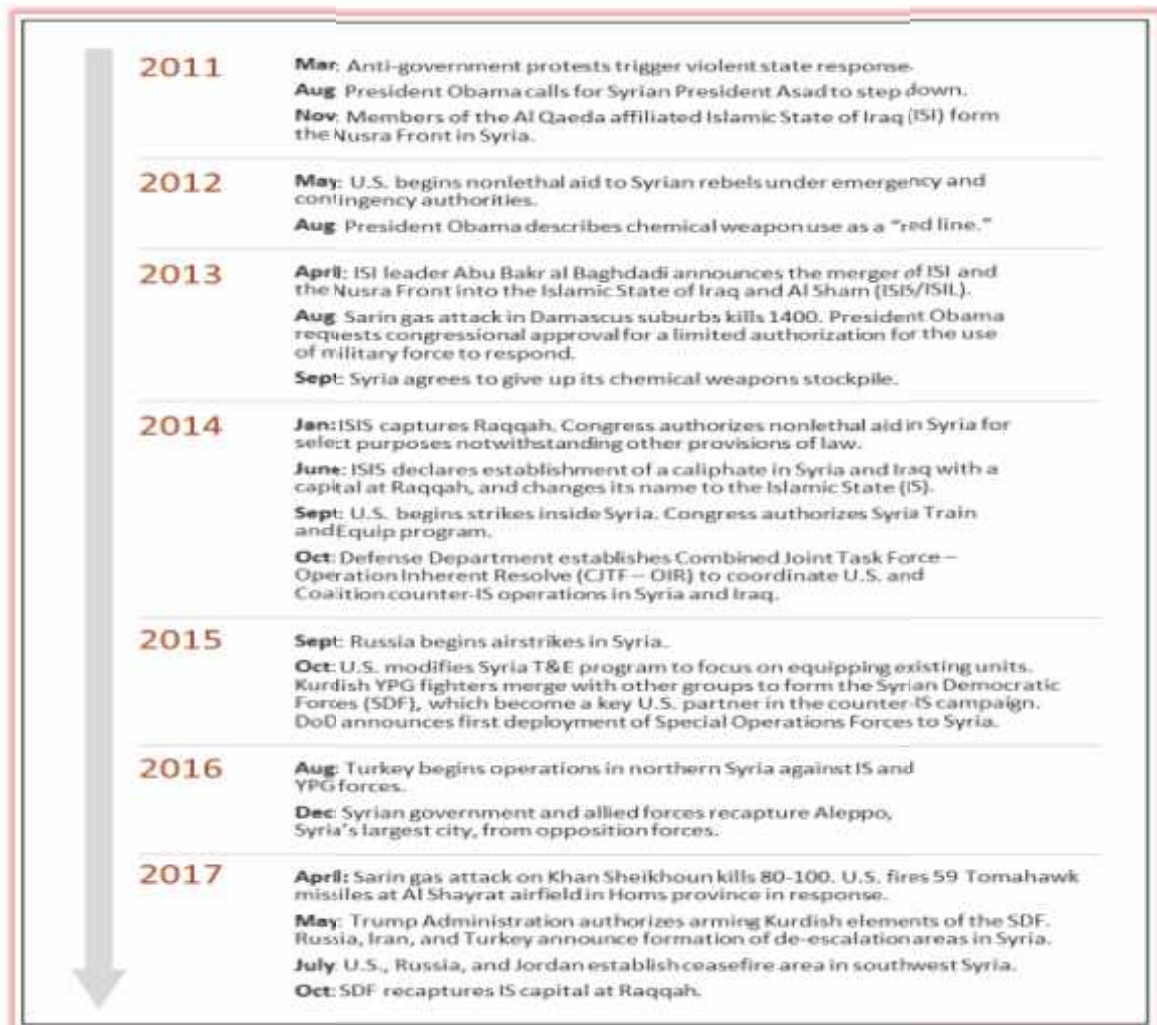 2011
Mar: Anti-government protests trigger violent state response.
Aug: President Obama calls for Syrian President Asad to step down.
Nov: Members of the Al Qaeda affiliated Islamic State of Iraq (ISI) form
the Nusra Front in Syria.
2012
May: U.S. begins nonlethal aid to Syrian rebels under emergency and
contingency authorities.
Aug: President Obama describes chemical weapon use as a “red line.”
2013
April: ISI leader Abu Bakr al Baghdadi announces the merger of ISI and
the Nusra Front into the Islamic State of Iraq and Al Sham (ISIS/ISIL).
Aug: Sarin gas attack in Damascus suburbs kills 1400. President Obama
requests congressional approval for a limited authorization for the use
of military force to respond.
Sept: Syria agrees to give up its chemical weapons stockpile.
2014
Jan: ISIS captures Raqqah. Congress authorizes nonlethal aid in Syria for
select purposes notwithstanding other provisions of law.
June: ISIS declares establishment of a caliphate in Syria and Iraq with a
capital at Raqqah, and changes its name to the Islamic State (IS).
Sept: U.S. begins strikes inside Syria. Congress authorizes Syria Train
and Equip program.
Oct: Defense Department establishes Combined Joint Task Force –
Operation Inherent Resolve (CJTF – OIR) to coordinate U.S. and
Coalition counter-IS operations in Syria and Iraq.
2015
Sept: Russia begins airstrikes in Syria.
Oct: U.S. modifies Syria T&E program to focus on equipping existing units.
Kurdish YPG fighters merge with other groups to form the Syrian Democratic
Forces (SDF), which become a key U.S. partner in the counter-IS campaign.
DoD announces first deployment of Special Operations Forces to Syria.
2016
Aug: Turkey begins operations in northern Syria against IS and
YPG forces.
Dec: Syrian government and allied forces recapture Aleppo,
Syria’s largest city, from opposition forces.
2017
April: Sarin gas attack on Khan Sheikhoun kills 80-100. U.S. fires 59 Tomahawk
missiles at Al Shayrat airfield in Homs province in response.
May: Trump Administration authorizes arming Kurdish elements of the SDF.
Russia, Iran, and Turkey announce formation of de-escalation areas in Syria.
July: U.S., Russia, and Jordan establish ceasefire area in southwest Syria.
Oct: SDF recaptures IS capital at Raqqah.